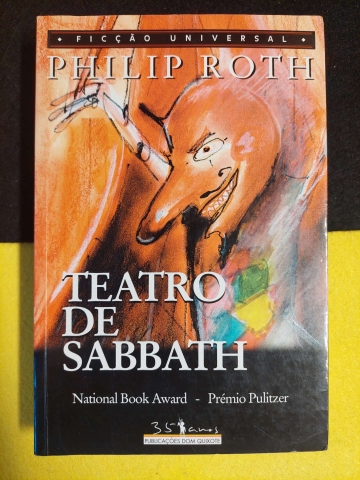 FICÇÃO UNIVERSAL
PHILIP ROTH
TEATRO
DE
SABBATH
National Book Award - Prémio Pulitzer
35 anos
PUBLICAÇÕES DOM QUIXOTE